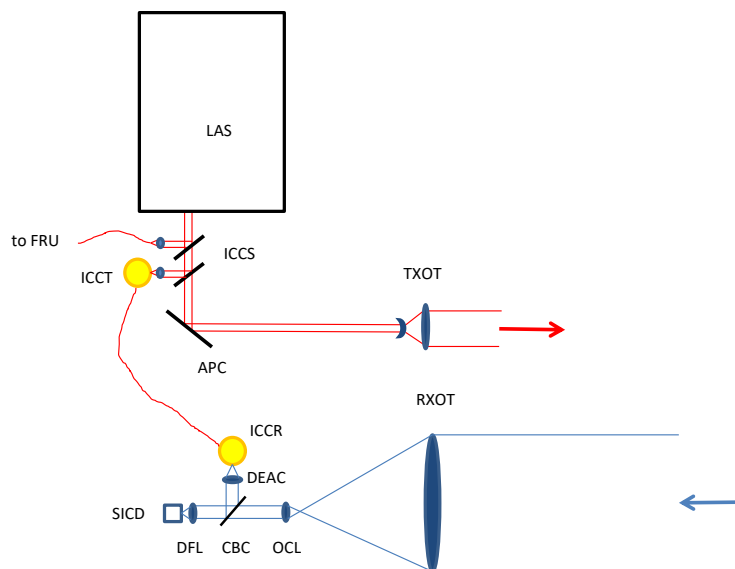 LAS
to FRU
ICCS
ICCT
TXOT
APC
RXOT
ICCR
DEAC
SICD
DFL
CBC
OCL